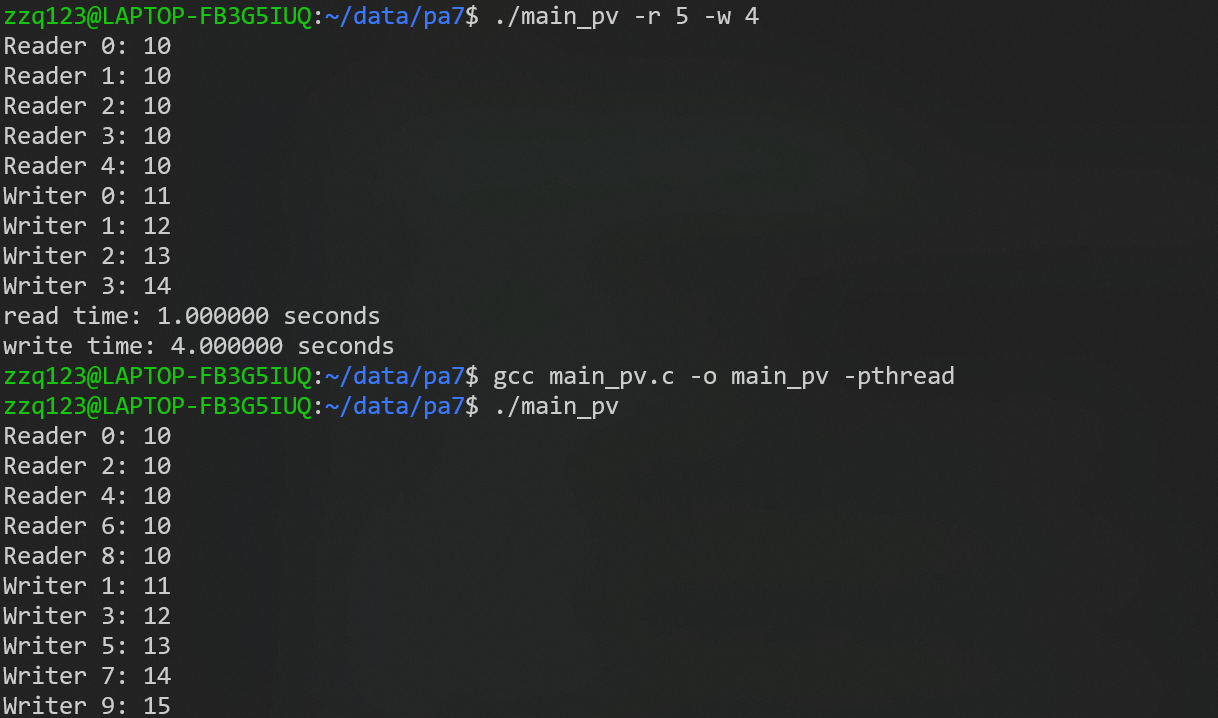 zzq123@LAPTOP-FB3G5IUQ:~/data/pa7$ ./main_pv -r 5 -w 4
Reader 0: 10
Reader 1: 10
Reader 2: 10
Reader 3: 10
Reader 4: 10
Writer 0: 11
Writer 1: 12
Writer 2: 13
Writer 3: 14
read time: 1.000000 seconds
write time: 4.000000 seconds
zzq123@LAPTOP-FB3G5IUQ:~/data/pa7$ gcc main_pv.c -o main_pv -pthread
zzq123@LAPTOP-FB3G5IUQ:~/data/pa7$ ./main_pv
Reader 0: 10
Reader 2: 10
Reader 4: 10
Reader 6: 10
Reader 8: 10
Writer 1: 11
Writer 3: 12
Writer 5: 13
Writer 7: 14
Writer 9: 15